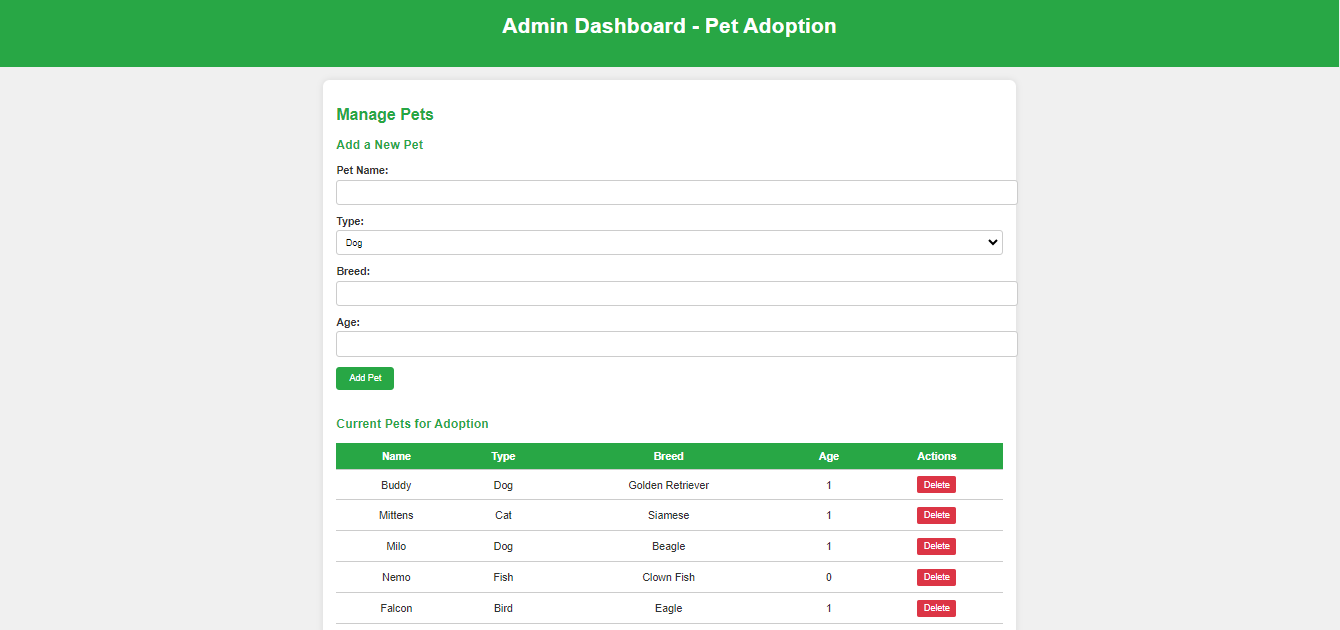 Admin Dashboard - Pet Adoption
Manage Pets
Add a New Pet
Pet Name:
Type:
Dog
Breed:
Age:
Add Pet
Current Pets for Adoption
Name Type Breed Age Actions
Buddy Dog Golden Retriever 1 Delete
Mittens Cat Siamese 1 Delete
Milo Dog Beagle 1 Delete
Nemo Fish Clown Fish 0 Delete
Falcon Bird Eagle 1 Delete